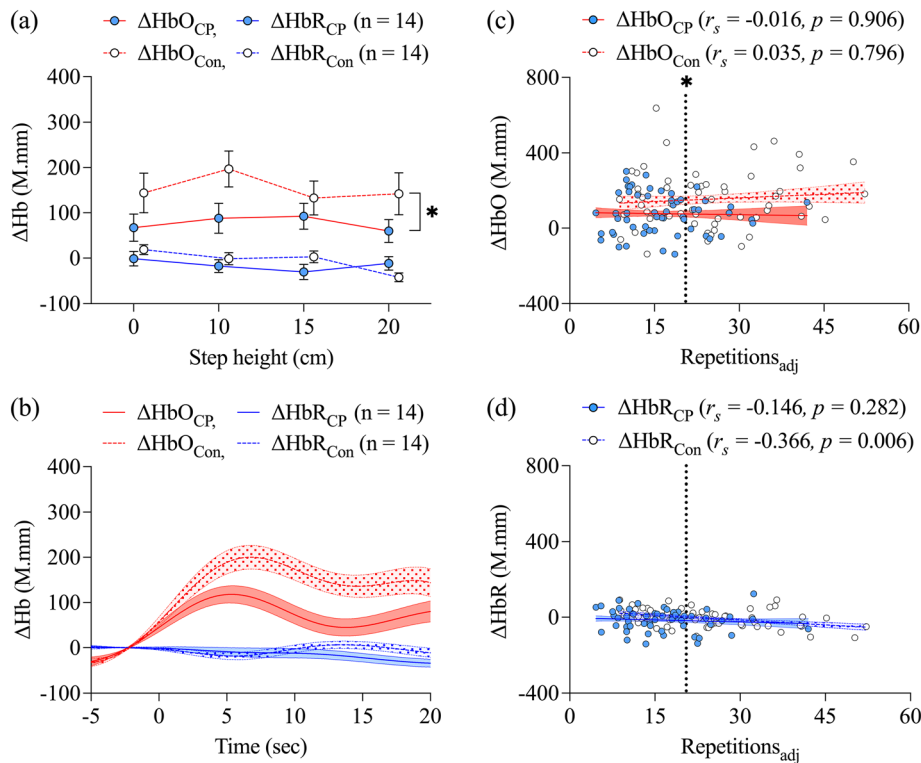 (a)
ΔHbO_CP, ΔHbR_CP (n = 14)
ΔHbO_Con, ΔHbR_Con (n = 14)
400
300
200
100
0
-100
ΔHb (M.mm)
*
0 5 10 15 20
Step height (cm)
(c)
ΔHbO_CP (r_s = -0.016, p = 0.906)
ΔHbO_Con (r_s = 0.035, p = 0.796)
800
400
0
-400
ΔHbO (M.mm)
*
0 15 30 45 60
Repetitions_adj
(b)
ΔHbO_CP, ΔHbR_CP (n = 14)
ΔHbO_Con, ΔHbR_Con (n = 14)
400
300
200
100
0
-100
ΔHb (M.mm)
-5 0 5 10 15 20
Time (sec)
(d)
ΔHbR_CP (r_s = -0.146, p = 0.282)
ΔHbR_Con (r_s = -0.366, p = 0.006)
800
400
0
-400
ΔHbR (M.mm)
0 15 30 45 60
Repetitions_adj